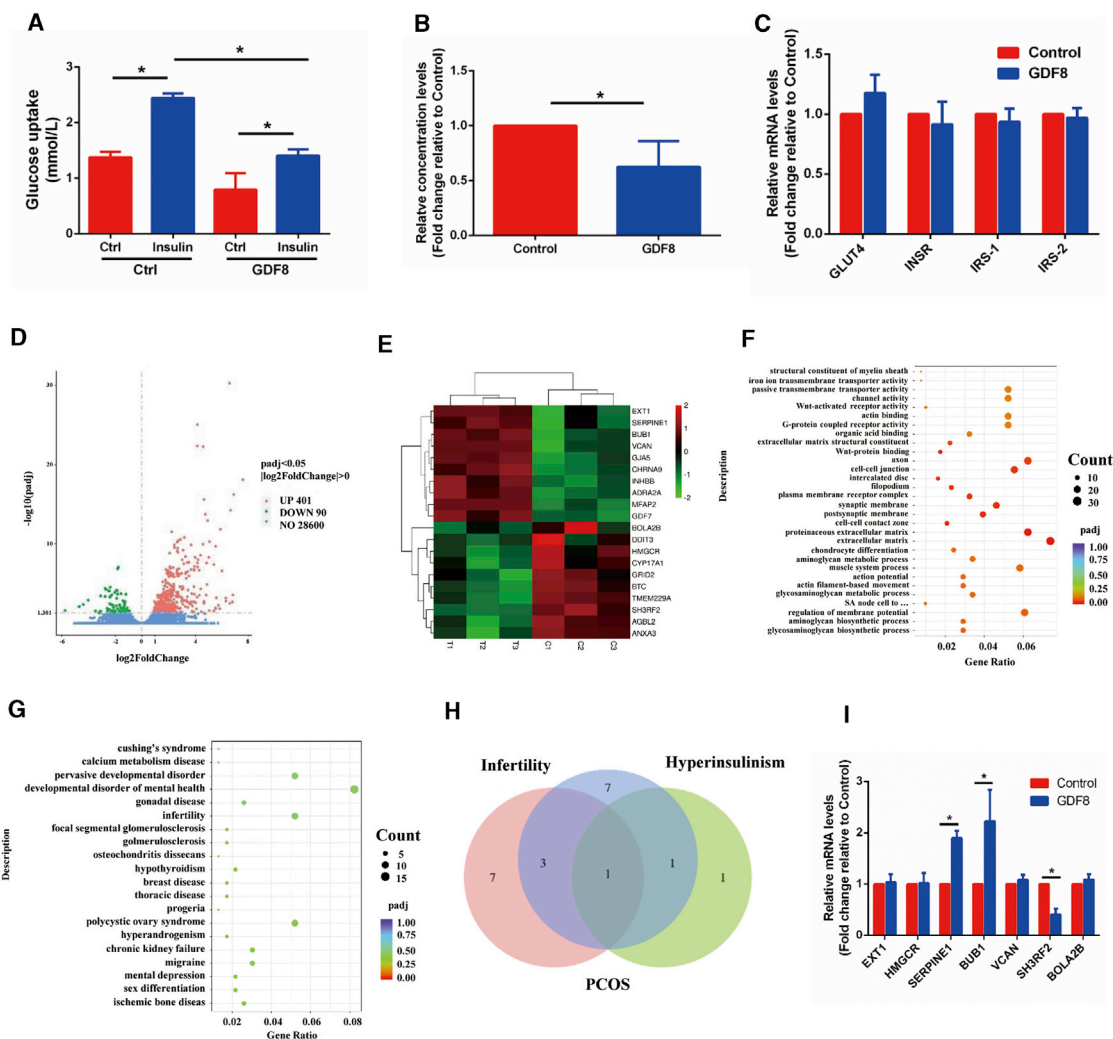 A
Glucose uptake
(mmol/L)
3
2
1
0
*
*
*
Ctrl
Insulin
Ctrl
Insulin
Ctrl
GDF8
B
Relatve concentration levels
(Fold change relative to Control)
1.5
1.0
0.5
0.0
*
Control
GDF8
C
Relative mRNA levels
(Fold change relative to Control)
1.5
1.0
0.5
0.0
Control
GDF8
GLUT4
INSR
IRS-1
IRS-2
D
-log10(padj)
30
20
10
1.301
-6
-2
0
1
4
8
log2FoldChange
padj<0.05
|log2FoldChange|>0
UP 401
DOWN 90
NO 28600
E
EXT1
SERPINE1
BUB1
VCAN
GJA5
CHRNA9
INHBB
ADRA2A
MFAP2
GDF7
BOLA2B
DDIT3
HMGCR
CYP17A1
GRID2
BTC
TMEM229A
SH3RF2
AGBL2
ANXA3
T1
T2
T3
C1
C2
C3
2
1
0
-1
-2
F
Description
structural constituent of myelin sheath
iron ion transmembrane transporter activity
passive transmembrane transporter activity
channel activity
Wnt-activated receptor activity
actin binding
G-protein coupled receptor activity
organic acid binding
extracellular matrix structural constituent
Wnt-protein binding
axon
cell-cell junction
intercalated disc
filopodium
plasma membrane receptor complex
synaptic membrane
postsynaptic membrane
cell-cell contact zone
proteinaceous extracellular matrix
extracellular matrix
chondrocyte differentiation
aminoglycan metabolic process
muscle system process
action potential
actin filament-based movement
glycosaminoglycan metabolic process
SA node cell to ...
regulation of membrane potential
aminoglycan biosynthetic process
glycosaminoglycan biosynthetic process
0.02
0.04
0.06
Gene Ratio
Count
10
20
30
padj
1.00
0.75
0.50
0.25
0.00
G
Description
cushing's syndrome
calcium metabolism disease
pervasive developmental disorder
developmental disorder of mental health
gonadal disease
infertility
focal segmental glomerulosclerosis
golmerulosclerosis
osteochontritis dissecans
hypothyroidism
breast disease
thoracic disease
progeria
polycystic ovary syndrome
hyperandrogenism
chronic kidney failure
migraine
mental depression
sex differentiation
ischemic bone diseas
0.02
0.04
0.06
0.08
Gene Ratio
Count
5
10
15
padj
1.00
0.75
0.50
0.25
0.00
H
Infertility
Hyperinsulinism
7
7
3
1
1
1
PCOS
I
Relative mRNA levels
(Fold change relative to Control)
3
2
1
0
Control
GDF8
*
*
*
EXT1
HMGCR
SERPINE1
BUB1
VCAN
SH3RF2
BOLA2B